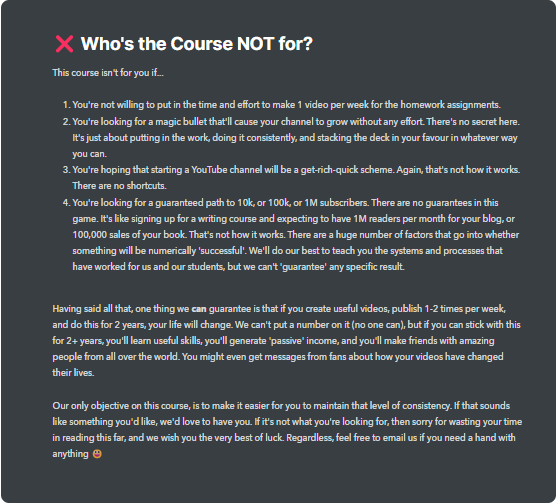 ❌ Who's the Course NOT for?
This course isn't for you if...
1. You're not willing to put in the time and effort to make 1 video per week for the homework assignments.
2. You're looking for a magic bullet that'll cause your channel to grow without any effort. There's no secret here.
It's just about putting in the work, doing it consistently, and stacking the deck in your favour in whatever way
you can.
3. You're hoping that starting a YouTube channel will be a get-rich-quick scheme. Again, that's not how it works.
There are no shortcuts.
4. You're looking for a guaranteed path to 10k, or 100k, or 1M subscribers. There are no guarantees in this
game. It's like signing up for a writing course and expecting to have 1M readers per month for your blog, or
100,000 sales of your book. That's not how it works. There are a huge number of factors that go into whether
something will be numerically 'successful'. We'll do our best to teach you the systems and processes that
have worked for us and our students, but we can't 'guarantee' any specific result.
Having said all that, one thing we can guarantee is that if you create useful videos, publish 1-2 times per week,
and do this for 2 years, your life will change. We can't put a number on it (no one can), but if you can stick with this
for 2+ years, you'll learn useful skills, you'll generate 'passive' income, and you'll make friends with amazing
people from all over the world. You might even get messages from fans about how your videos have changed
their lives.
Our only objective on this course, is to make it easier for you to maintain that level of consistency. If that sounds
like something you'd like, we'd love to have you. If it's not what you're looking for, then sorry for wasting your time
in reading this far, and we wish you the very best of luck. Regardless, feel free to email us if you need a hand with
anything 😃